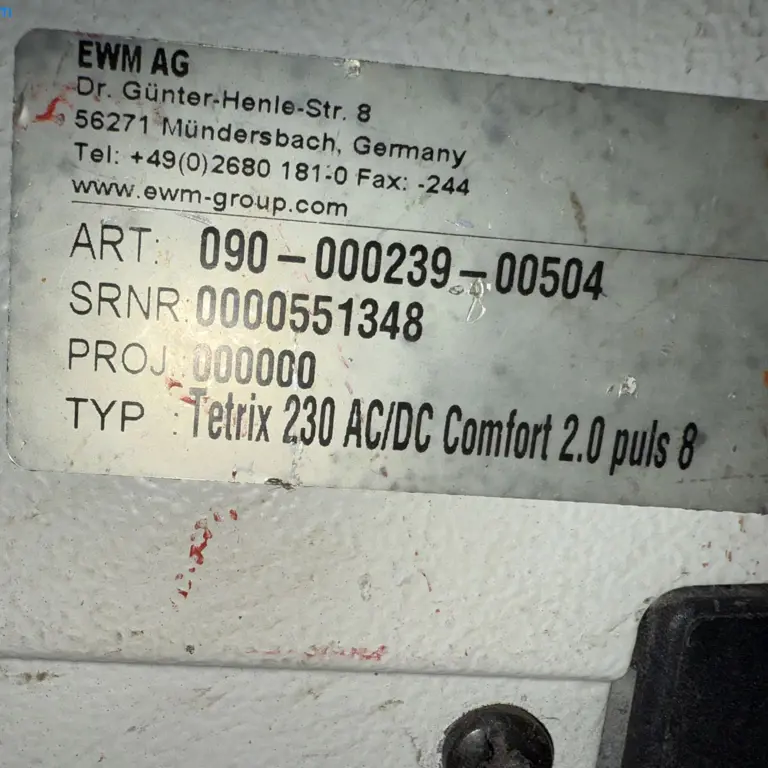 EWM AG
Dr. Günter-Henle-Str. 8
56271 Mündersbach, Germany
Tel: +49(0)2680 181-0 Fax: -244
www.ewm-group.com
ART: 090-000239-00504
SRNR:0000551348
PROJ:000000
TYP : Tetrix 230 AC/DC Comfort 2.0 puls 8